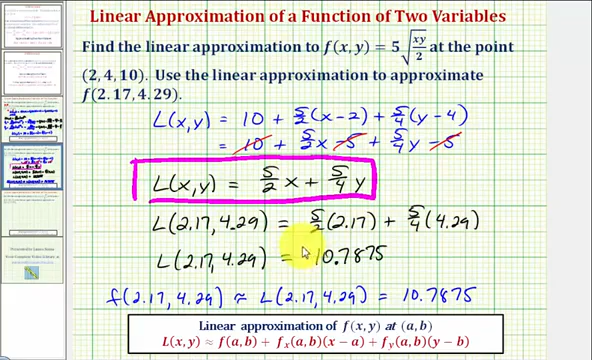 Linear Approximation of a Function of Two Variables
Find the linear approximation to f(x, y) = 5√(xy/2) at the point
(2, 4, 10). Use the linear approximation to approximate
f(2.17, 4.29).
L(x,y) = 10 + 5/2(x-2) + 5/4(y-4)
= 10 + 5/2x - 5 + 5/4y - 5
L(x,y) = 5/2x + 5/4y
L(2.17, 4.29) = 5/2(2.17) + 5/4(4.29)
L(2.17, 4.29) = 10.7875
f(2.17, 4.29) ≈ L(2.17, 4.29) = 10.7875
Linear approximation of f(x, y) at (a, b)
L(x, y) ≈ f(a, b) + fx(a, b)(x − a) + fy(a, b)(y − b)